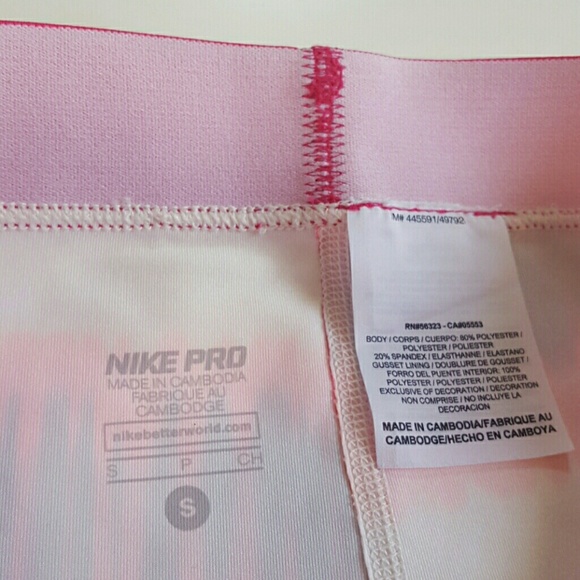 M# 445591/49792
RN#56323 - CA#05553
BODY / CORPS / CUERPO: 80% POLYESTER /
POLYESTER / POLIESTER
20% SPANDEX / ELASTHANNE / ELASTANO
GUSSET LINING / DOUBLURE DE GOUSSET /
FORRO DEL PUENTE INTERIOR: 100%
POLYESTER / POLYESTER / POLIESTER
EXCLUSIVE OF DECORATION / DECORATION
NON COMPRISE / NO INCLUYE LA
DECORACION
MADE IN CAMBODIA/FABRIQUE AU
CAMBODGE/HECHO EN CAMBOYA
NIKE PRO
MADE IN CAMBODIA
FABRIQUE AU
CAMBODGE
nikebetterworld.com
S P CH
S